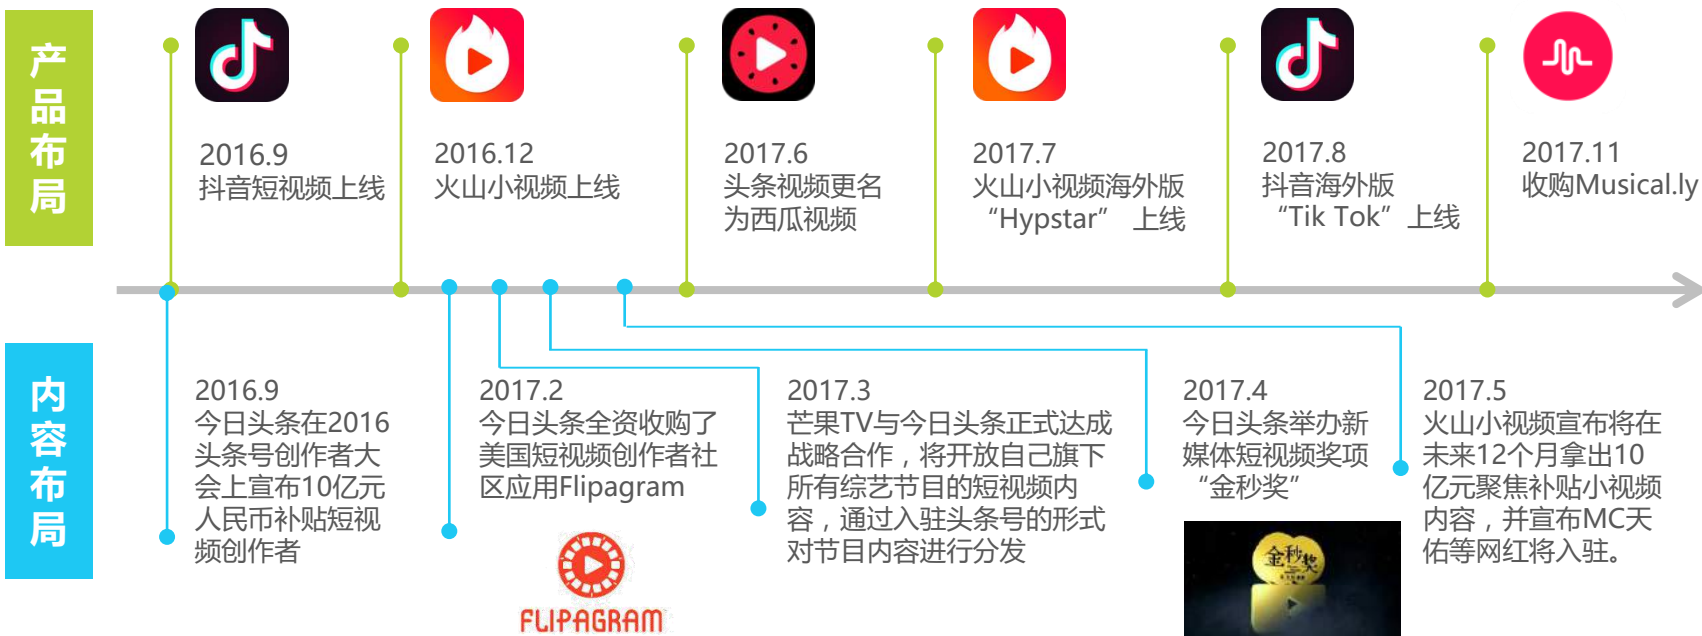 产品布局
2016.9
抖音短视频上线
2016.12
火山小视频上线
2017.6
头条视频更名
为西瓜视频
2017.7
火山小视频海外版
“Hypstar” 上线
2017.8
抖音海外版
“Tik Tok”上线
2017.11
收购Musical.ly
内容布局
2016.9
今日头条在2016
头条号创作者大
会上宣布10亿元
人民币补贴短视
频创作者
2017.2
今日头条全资收购了
美国短视频创作者社
区应用Flipagram
FLIPAGRAM
2017.3
芒果TV与今日头条正式达成
战略合作，将开放自己旗下
所有综艺节目的短视频内
容，通过入驻头条号的形式
对节目内容进行分发
2017.4
今日头条举办新
媒体短视频奖项
“金秒奖”
金秒奖
2017.5
火山小视频宣布将在
未来12个月拿出10
亿元聚焦补贴小视频
内容，并宣布MC天
佑等网红将入驻。